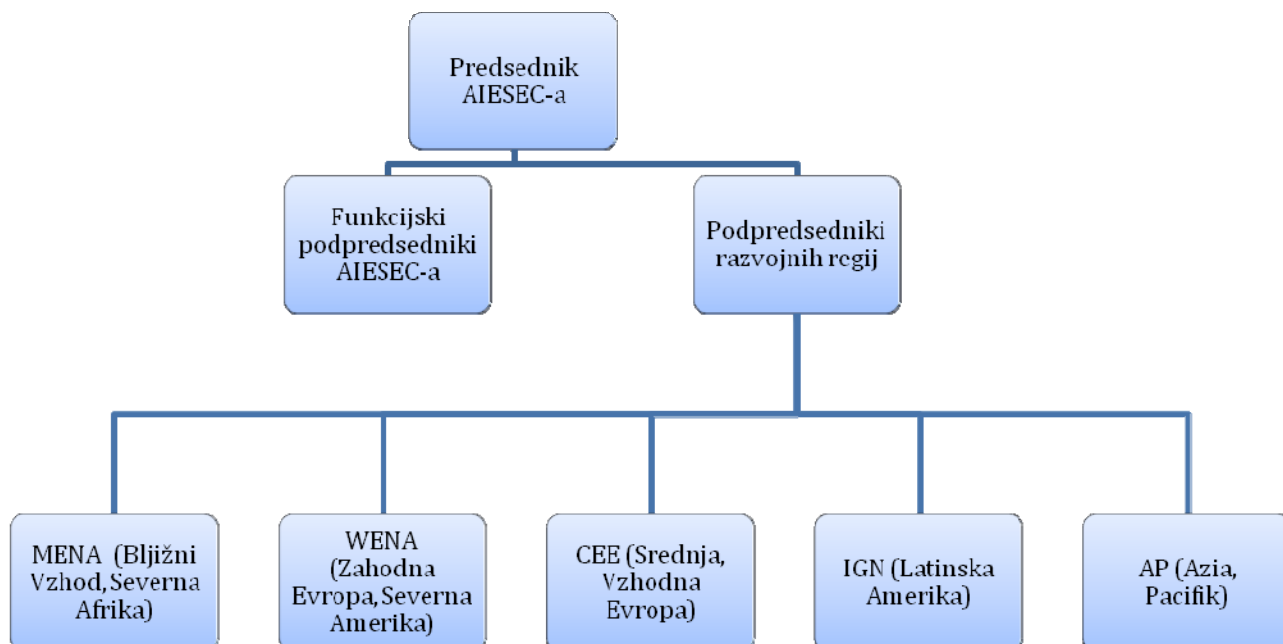 Predsednik
AIESEC-a
Funkcijski
podpredsedniki
AIESEC-a
Podpredsedniki
razvojnih regij
MENA (Bljižni
Vzhod, Severna
Afrika)
WENA
(Zahodna
Evropa, Severna
Amerika)
CEE (Srednja,
Vzhodna
Evropa)
IGN (Latinska
Amerika)
AP (Azia,
Pacifik)